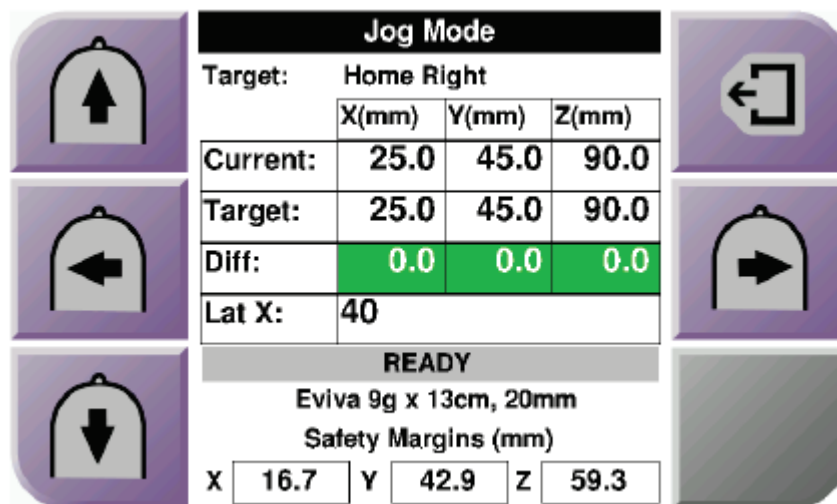 Jog Mode
Target: Home Right
X(mm) Y(mm) Z(mm)
Current: 25.0 45.0 90.0
Target: 25.0 45.0 90.0
Diff: 0.0 0.0 0.0
Lat X: 40
READY
Eviva 9g x 13cm, 20mm
Safety Margins (mm)
X 16.7 Y 42.9 Z 59.3